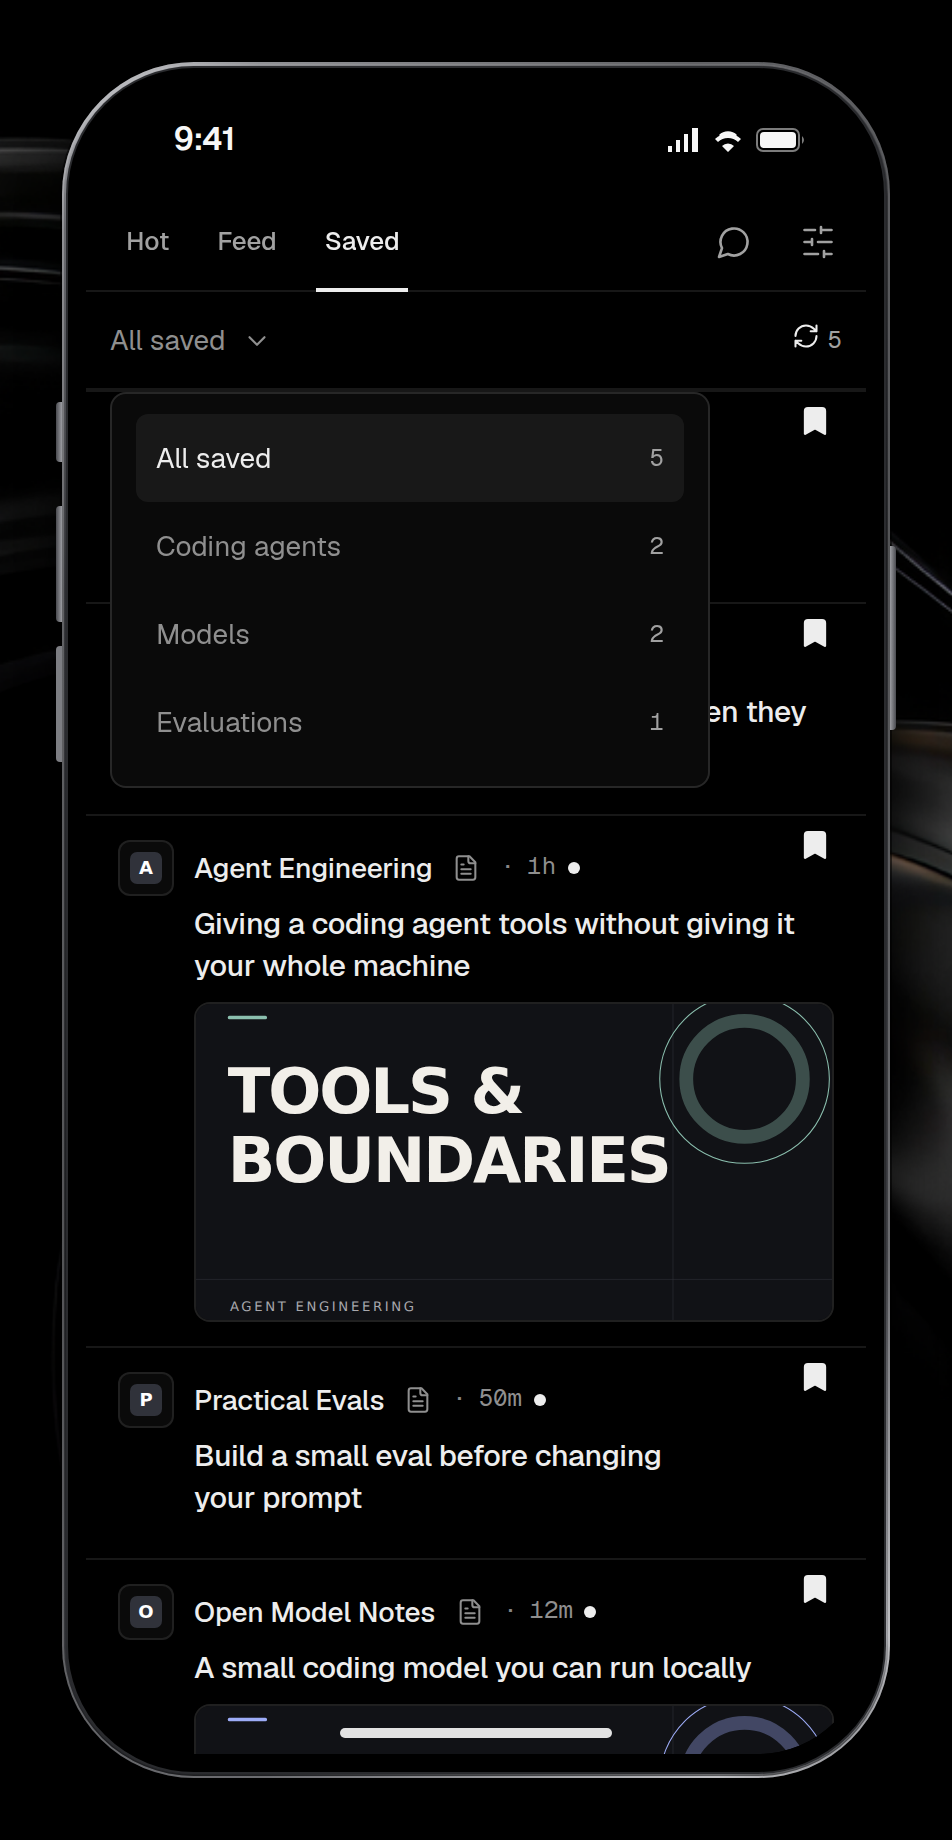 9:41
Hot Feed Saved
All saved 5
All saved 5
Coding agents 2
Models 2
Evaluations 1
they
A Agent Engineering · 1h
Giving a coding agent tools without giving it
your whole machine
TOOLS &
BOUNDARIES
AGENT ENGINEERING
P Practical Evals · 50m
Build a small eval before changing
your prompt
O Open Model Notes · 12m
A small coding model you can run locally